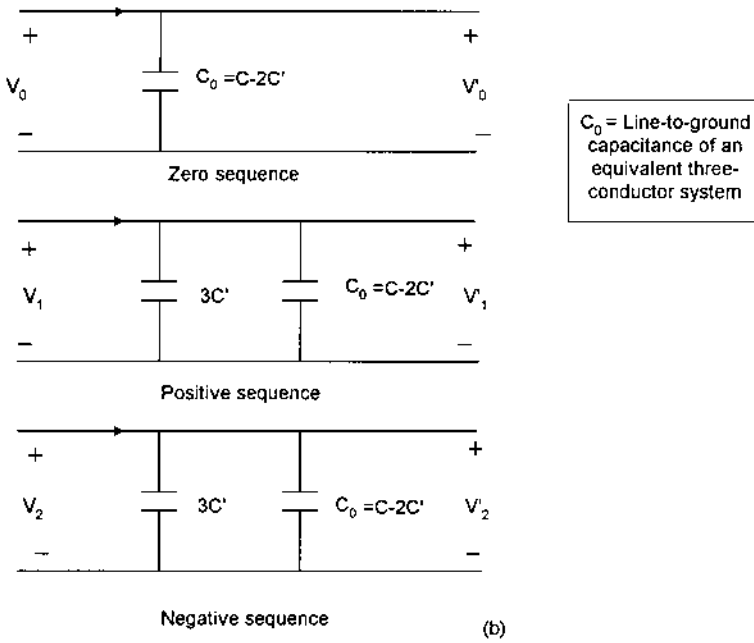 + +
V₀ C₀ =C-2C' V'₀
− −
Zero sequence
C₀ = Line-to-ground
capacitance of an
equivalent three-
conductor system
+ +
V₁ 3C' C₀ =C-2C' V'₁
− −
Positive sequence
+ +
V₂ 3C' C₀ =C-2C' V'₂
− −
Negative sequence
(b)